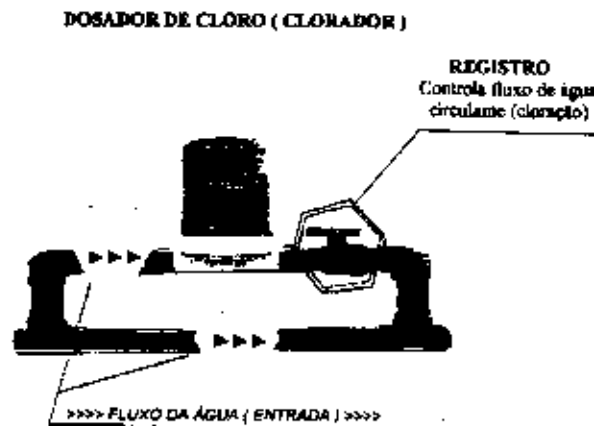 DOSADOR DE CLORO ( CLORADOR )
REGISTRO
Controla fluxo de água
circulante (cloração)
>>>> FLUXO DA ÁGUA ( ENTRADA ) >>>>